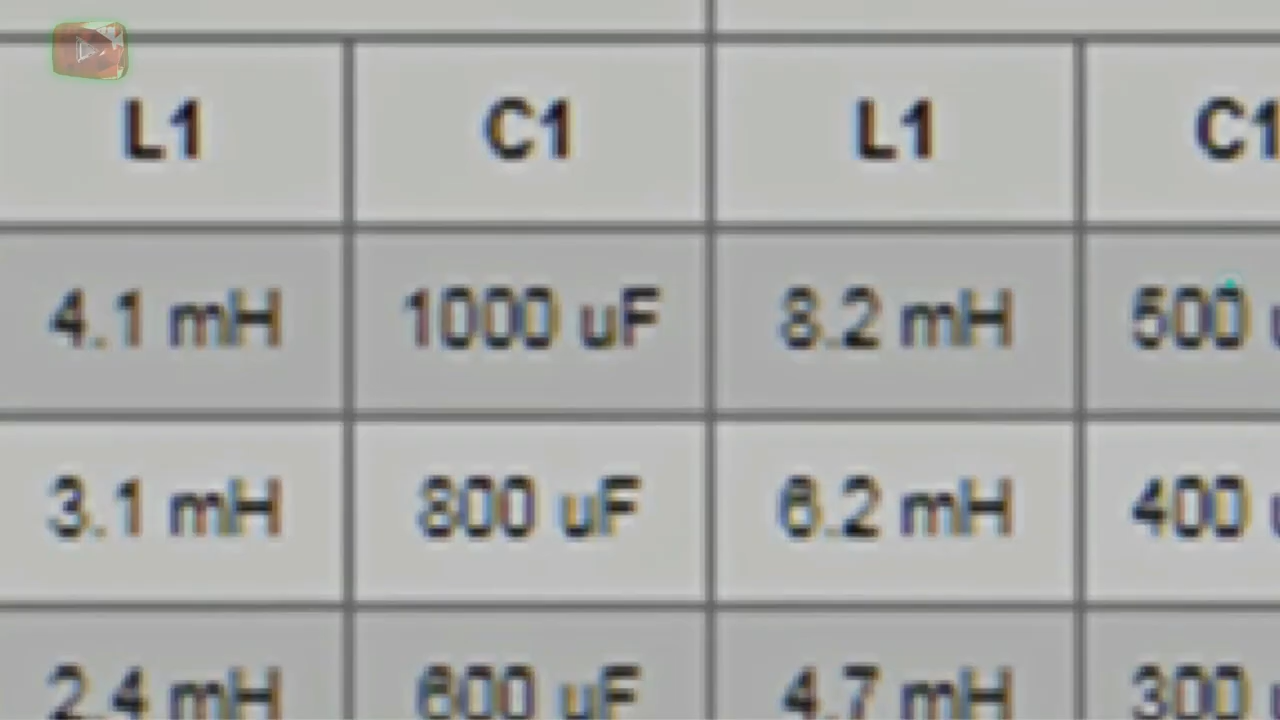 L1 C1 L1 C1
4.1 mH 1000 uF 8.2 mH 500
3.1 mH 800 uF 6.2 mH 400
2.4 mH 600 uF 4.7 mH 300